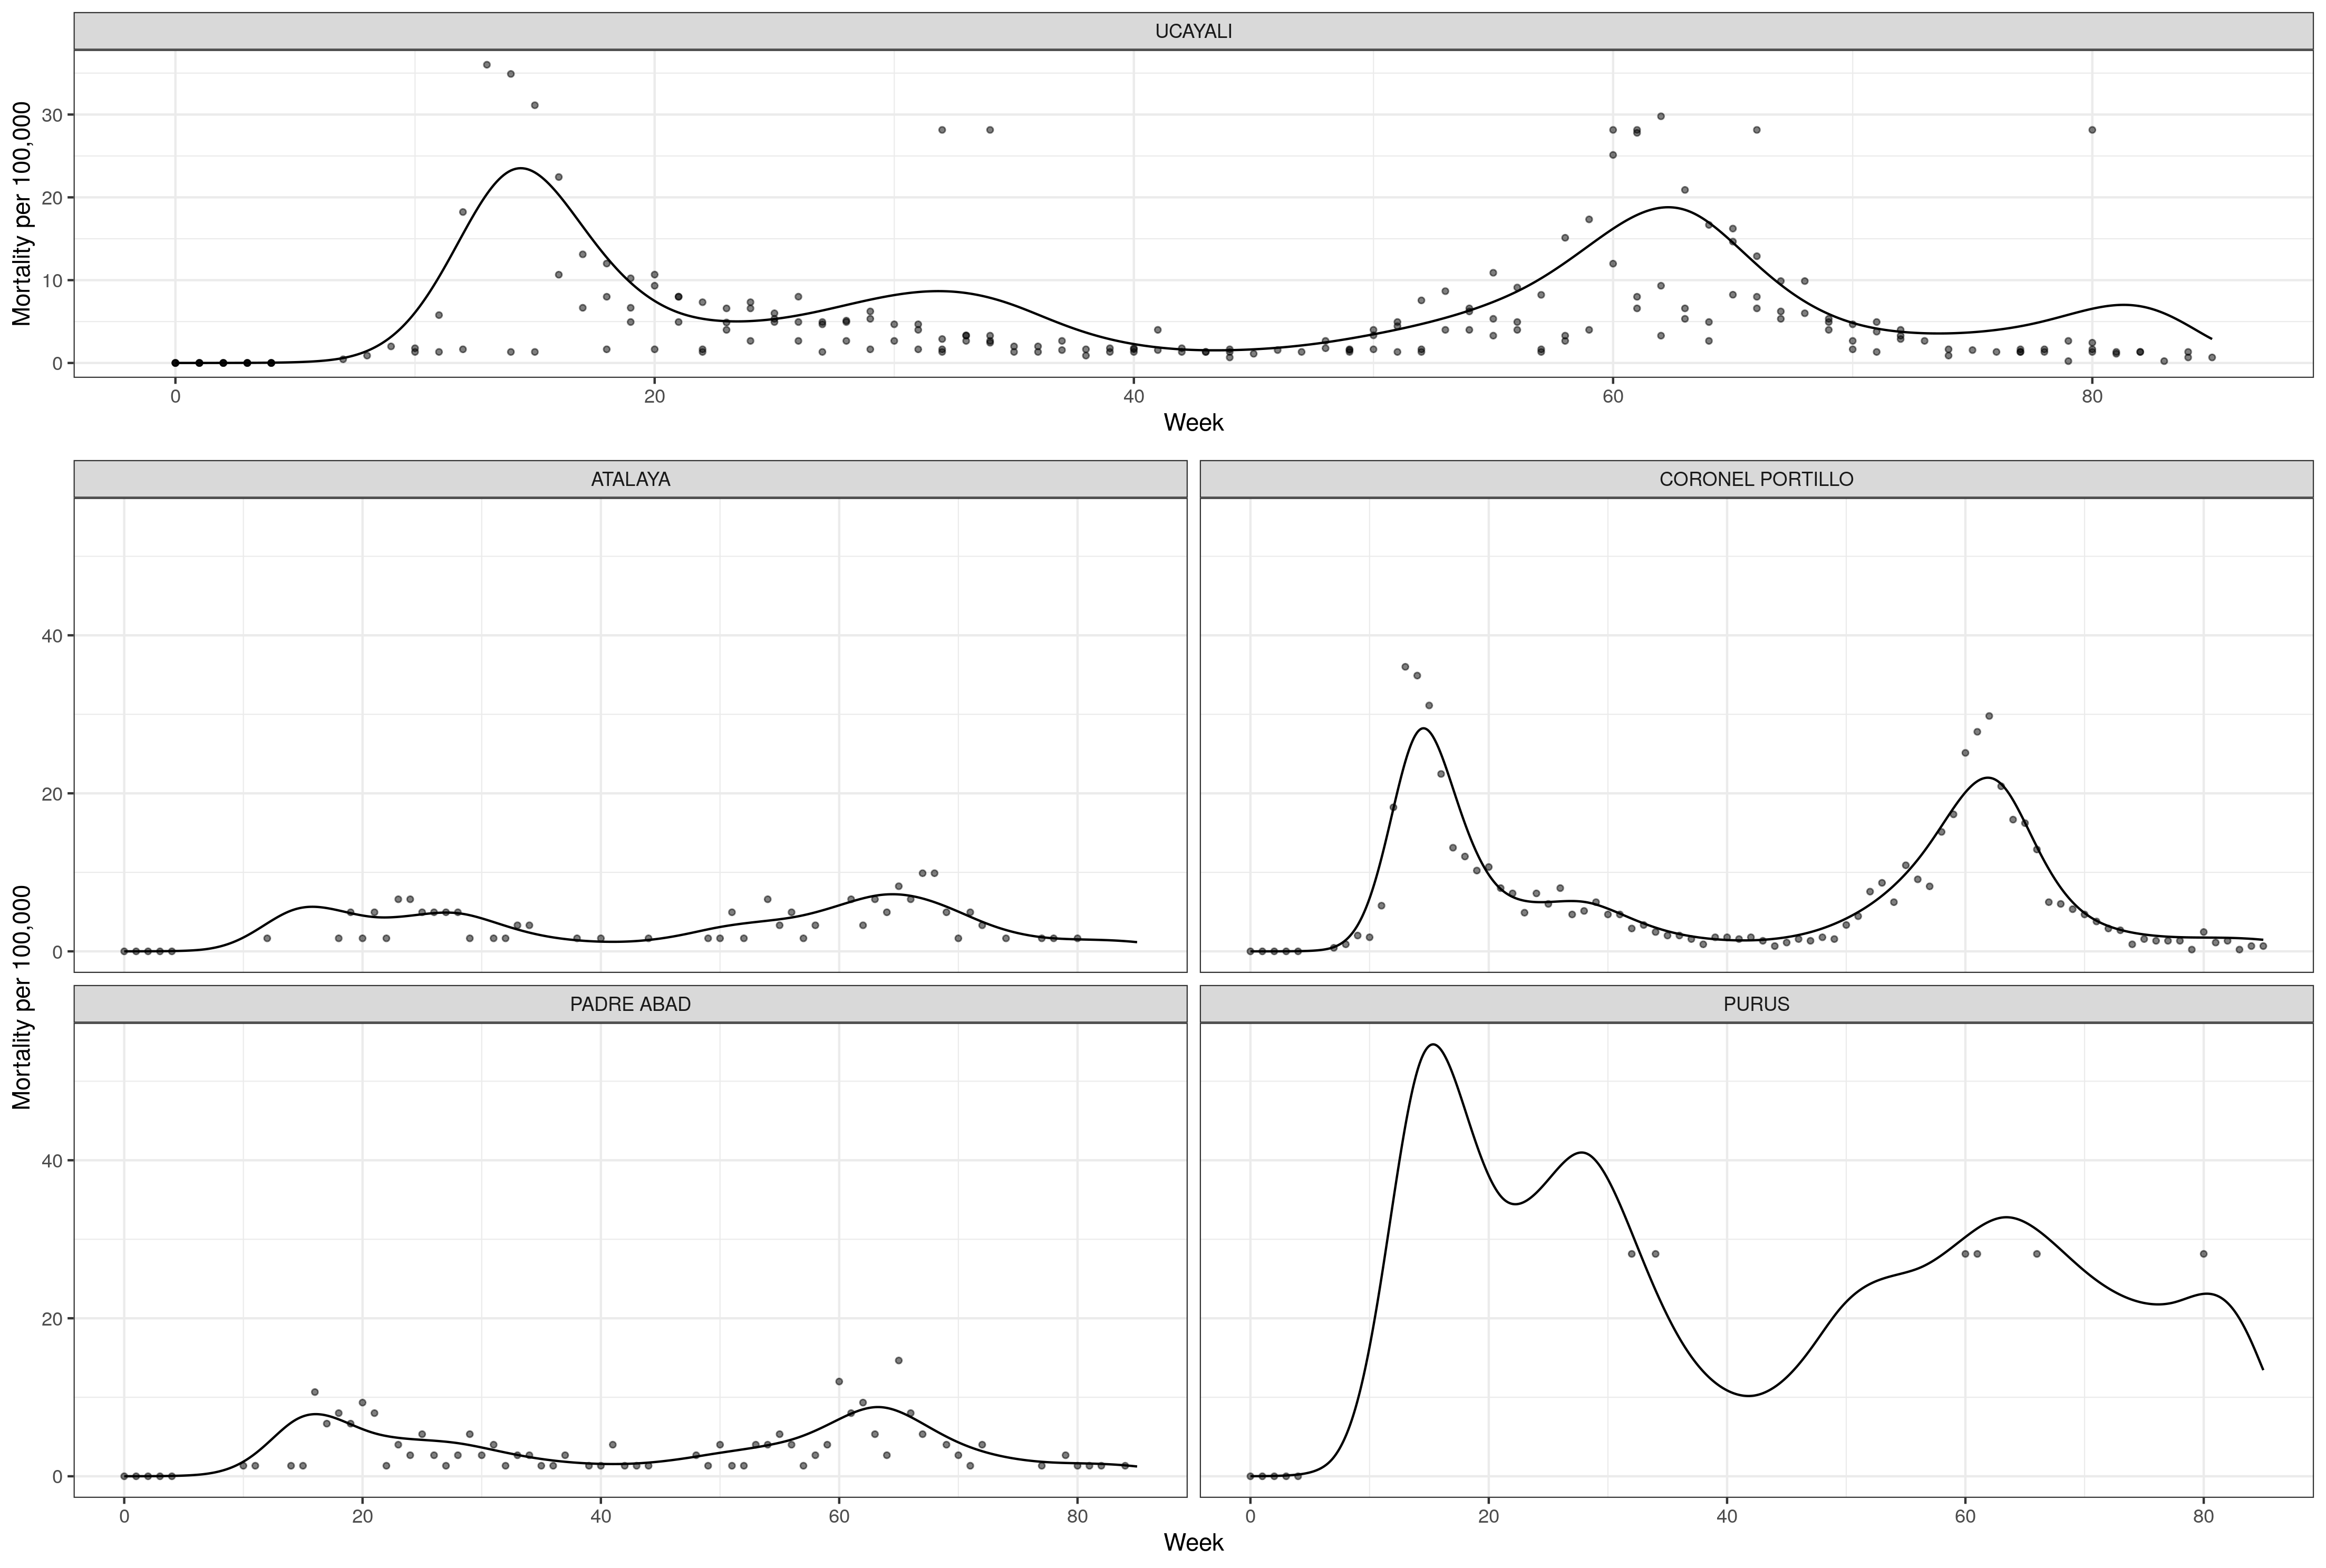 UCAYALI
Mortality per 100,000
30
20
10
0
0 20 40 60 80
Week
ATALAYA CORONEL PORTILLO
Mortality per 100,000
40
20
0
PADRE ABAD PURUS
40
20
0
0 20 40 60 80 0 20 40 60 80
Week